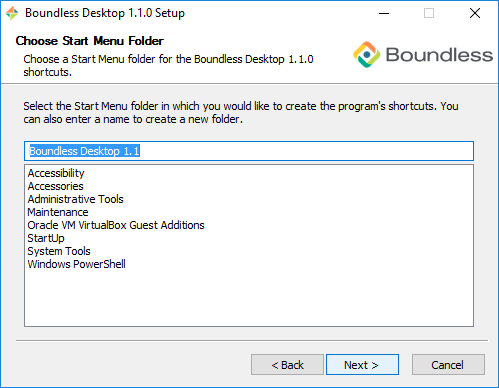 Boundless Desktop 1.1.0 Setup
Choose Start Menu Folder
Choose a Start Menu folder for the Boundless Desktop 1.1.0
shortcuts.
Boundless
Select the Start Menu folder in which you would like to create the program's shortcuts. You
can also enter a name to create a new folder.
Boundless Desktop 1.1
Accessibility
Accessories
Administrative Tools
Maintenance
Oracle VM VirtualBox Guest Additions
StartUp
System Tools
Windows PowerShell
< Back
Next >
Cancel